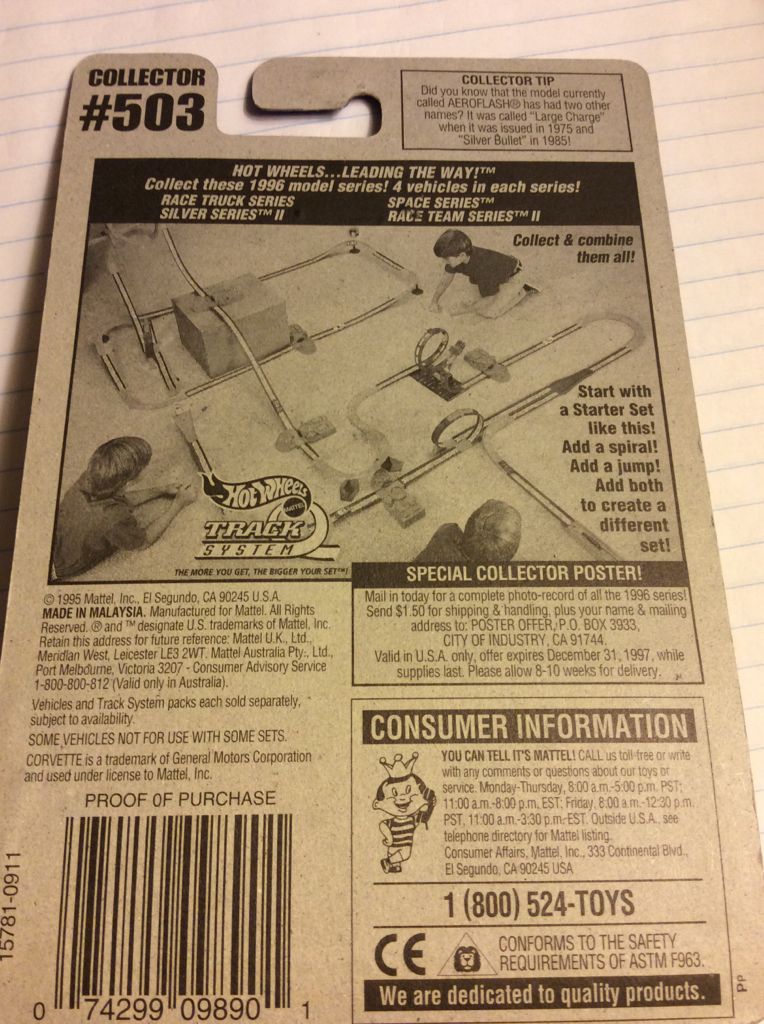 COLLECTOR
#503
COLLECTOR TIP
Did you know that the model currently
called AEROFLASH® has had two other
names? It was called "Large Charge"
when it was issued in 1975 and
"Silver Bullet" in 1985!
HOT WHEELS...LEADING THE WAY!™
Collect these 1996 model series! 4 vehicles in each series!
RACE TRUCK SERIES
SPACE SERIES™
SILVER SERIES™ II
RACE TEAM SERIES™ II
Collect & combine
them all!
Start with
a Starter Set
like this!
Add a spiral!
Add a jump!
Add both
to create a
different
set!
Hot Wheels
MATTEL
TRACK
SYSTEM
THE MORE YOU GET, THE BIGGER YOUR SET™!
© 1995 Mattel, Inc., El Segundo, CA 90245 U.S.A.
MADE IN MALAYSIA. Manufactured for Mattel. All Rights
Reserved. ® and ™ designate U.S. trademarks of Mattel, Inc.
Retain this address for future reference: Mattel U.K., Ltd.,
Meridian West, Leicester LE3 2WT. Mattel Australia Pty., Ltd.,
Port Melbourne, Victoria 3207 - Consumer Advisory Service
1-800-800-812 (Valid only in Australia).
Vehicles and Track System packs each sold separately,
subject to availability.
SOME VEHICLES NOT FOR USE WITH SOME SETS.
CORVETTE is a trademark of General Motors Corporation
and used under license to Mattel, Inc.
SPECIAL COLLECTOR POSTER!
Mail in today for a complete photo-record of all the 1996 series!
Send $1.50 for shipping & handling, plus your name & mailing
address to: POSTER OFFER, P.O. BOX 3933,
CITY OF INDUSTRY, CA 91744.
Valid in U.S.A. only, offer expires December 31, 1997, while
supplies last. Please allow 8-10 weeks for delivery.
CONSUMER INFORMATION
YOU CAN TELL IT'S MATTEL! CALL us toll-free or write
with any comments or questions about our toys or
service. Monday-Thursday, 8:00 a.m.-5:00 p.m. PST;
11:00 a.m.-8:00 p.m. EST; Friday, 8:00 a.m.-12:30 p.m.
PST, 11:00 a.m.-3:30 p.m. EST. Outside U.S.A., see
telephone directory for Mattel listing.
Consumer Affairs, Mattel, Inc., 333 Continental Blvd.,
El Segundo, CA 90245 USA
1 (800) 524-TOYS
CE
CONFORMS TO THE SAFETY
REQUIREMENTS OF ASTM F963.
We are dedicated to quality products.
PP
PROOF OF PURCHASE
15781-0911
0 74299 09890 1